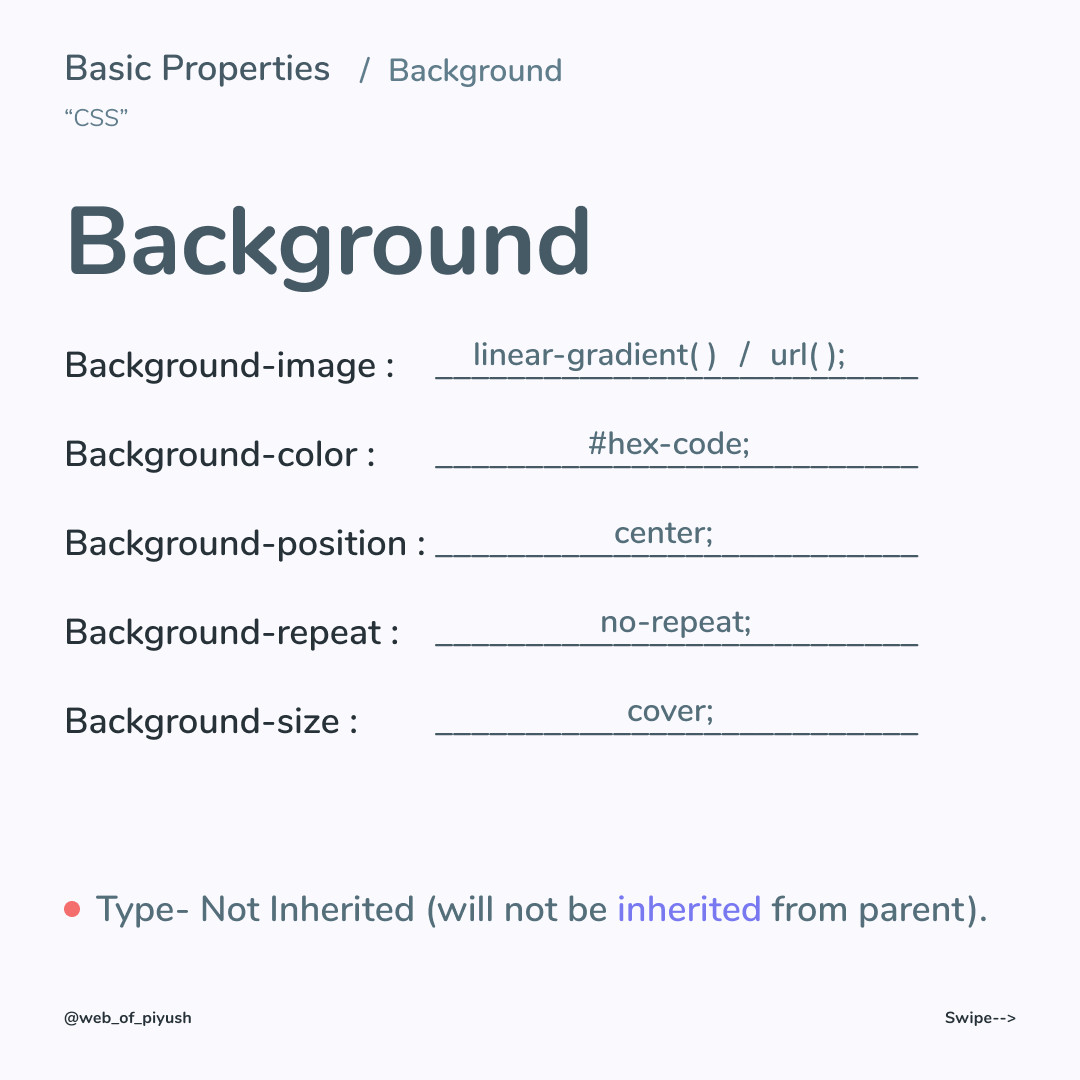 Basic Properties / Background
“CSS”
Background
Background-image : linear-gradient( ) / url( );
Background-color : #hex-code;
Background-position : center;
Background-repeat : no-repeat;
Background-size : cover;
Type- Not Inherited (will not be inherited from parent).
@web_of_piyush Swipe-->